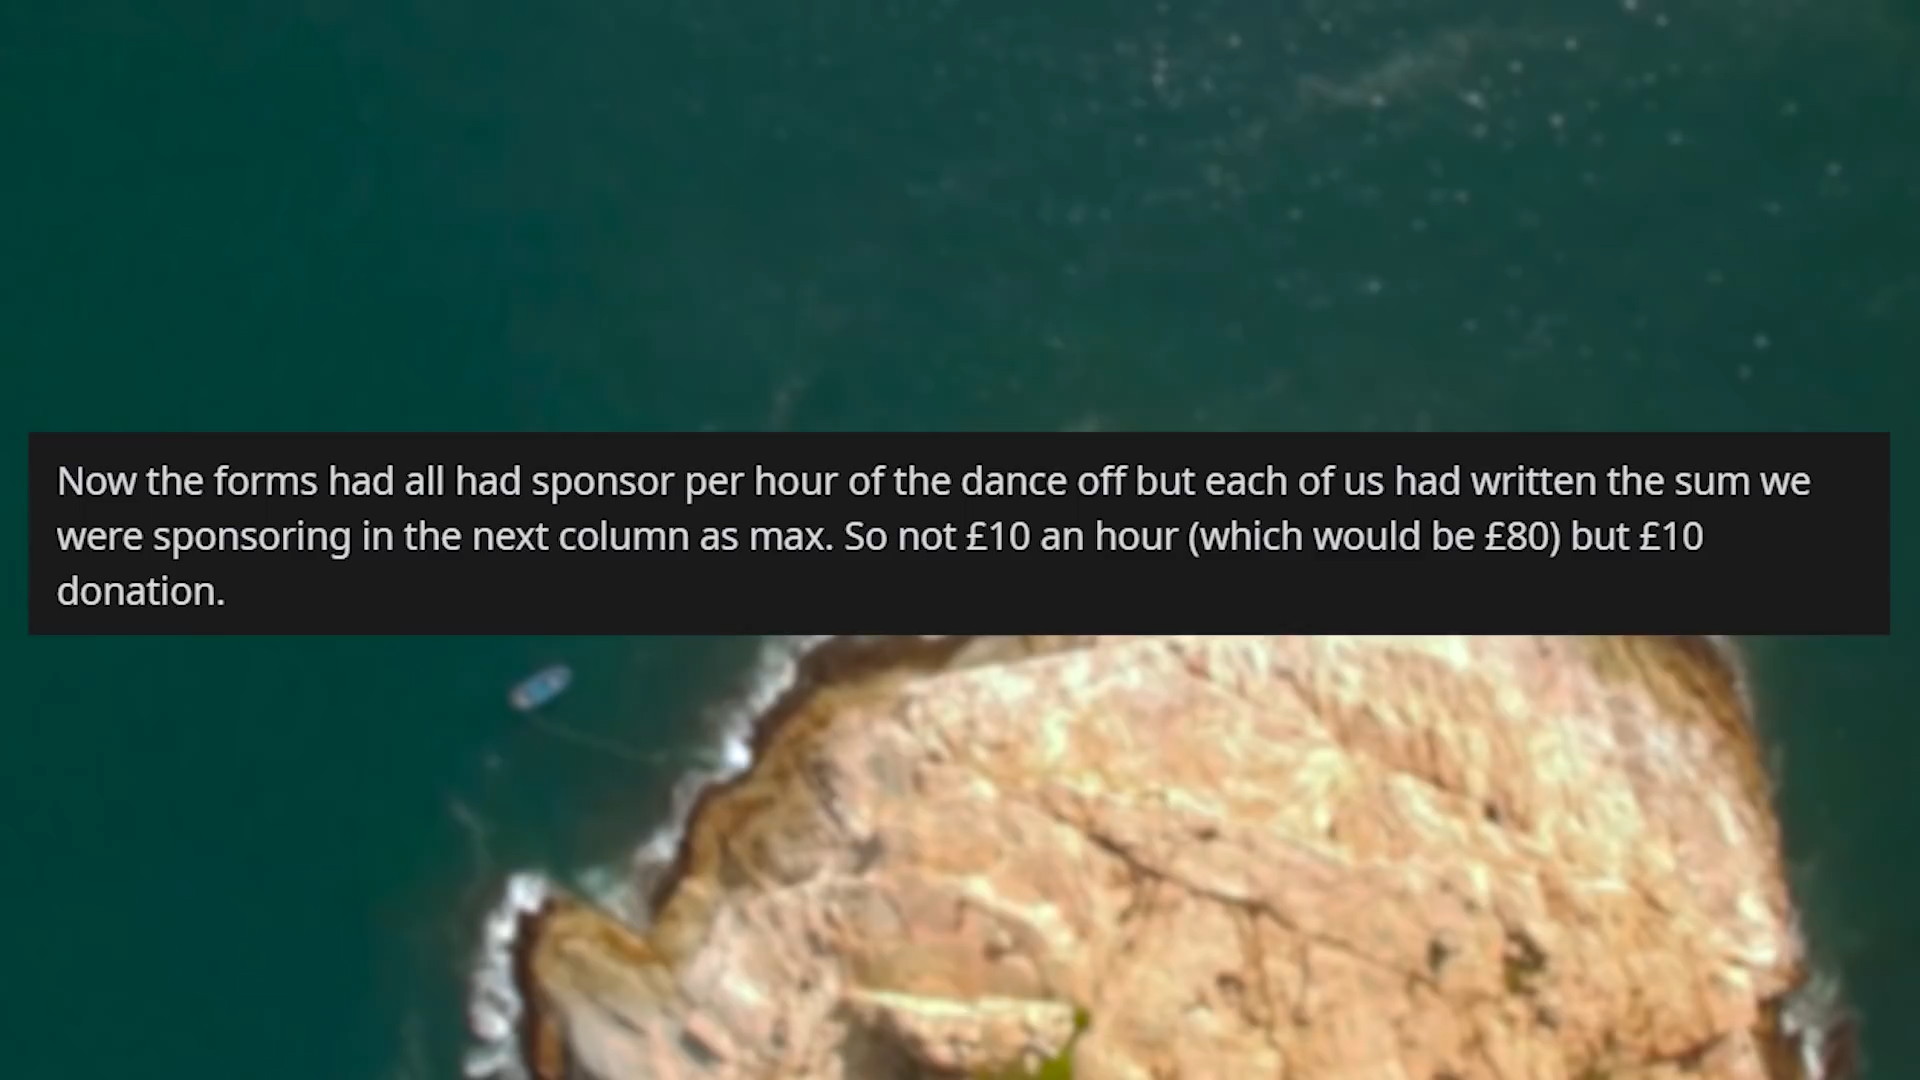 Now the forms had all had sponsor per hour of the dance off but each of us had written the sum we
were sponsoring in the next column as max. So not £10 an hour (which would be £80) but £10
donation.